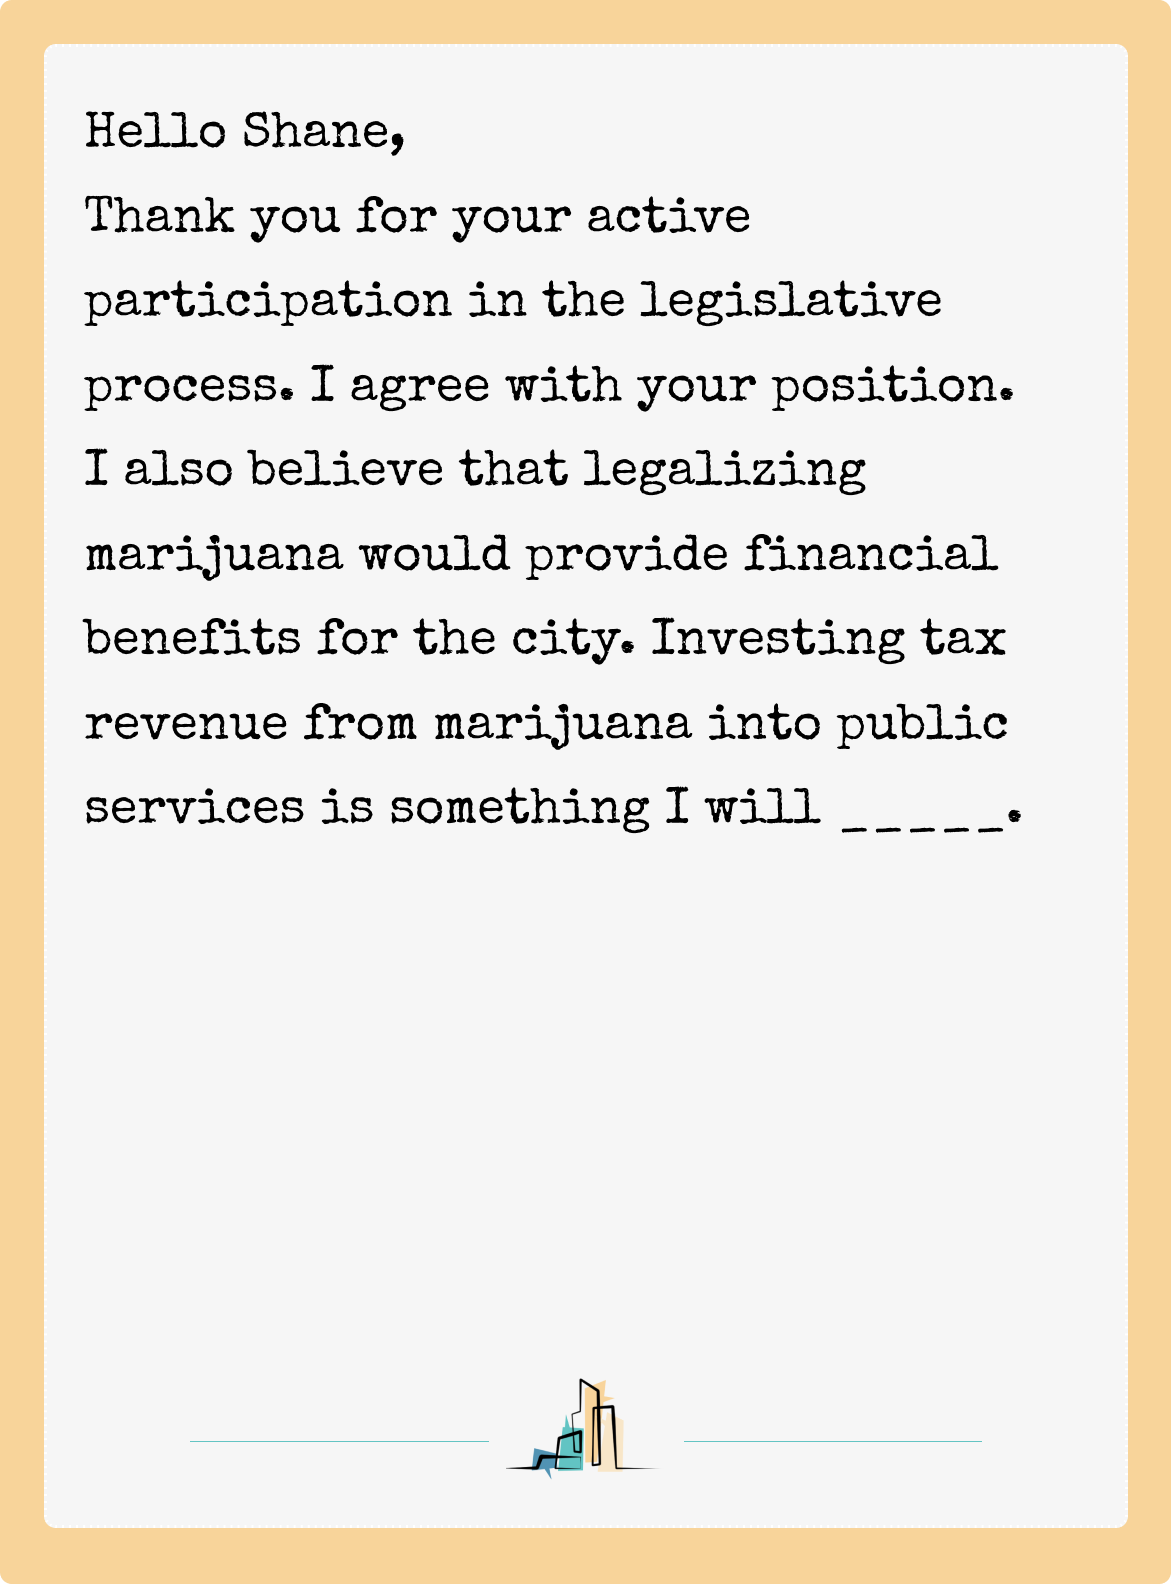 Hello Shane,
Thank you for your active
participation in the legislative
process. I agree with your position.
I also believe that legalizing
marijuana would provide financial
benefits for the city. Investing tax
revenue from marijuana into public
services is something I will _____.